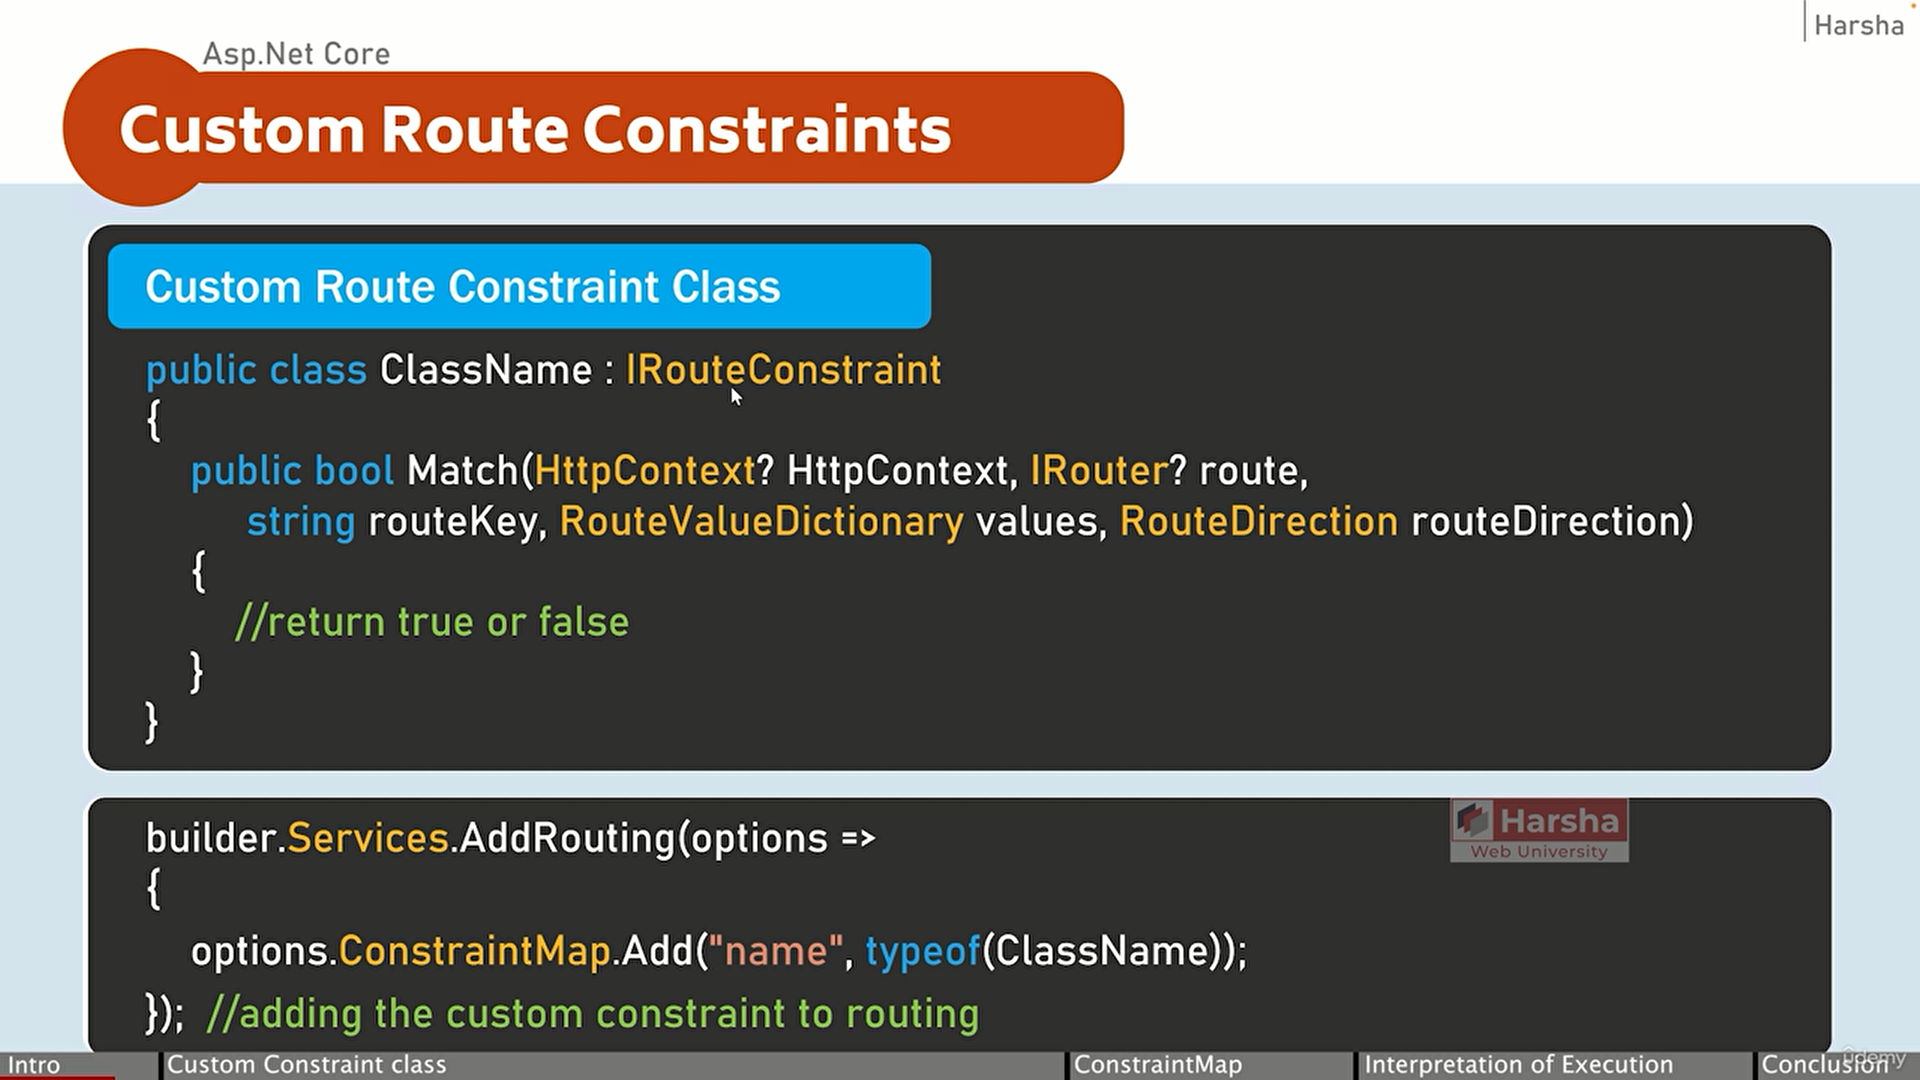 Harsha
Asp.Net Core
Custom Route Constraints
Custom Route Constraint Class
public class ClassName : IRouteConstraint
{
public bool Match(HttpContext? HttpContext, IRouter? route,
string routeKey, RouteValueDictionary values, RouteDirection routeDirection)
{
//return true or false
}
}
Harsha
Web University
builder.Services.AddRouting(options =>
{
options.ConstraintMap.Add("name", typeof(ClassName));
}); //adding the custom constraint to routing
Intro
Custom Constraint class
ConstraintMap
Interpretation of Execution
Conclusion
ûdemy